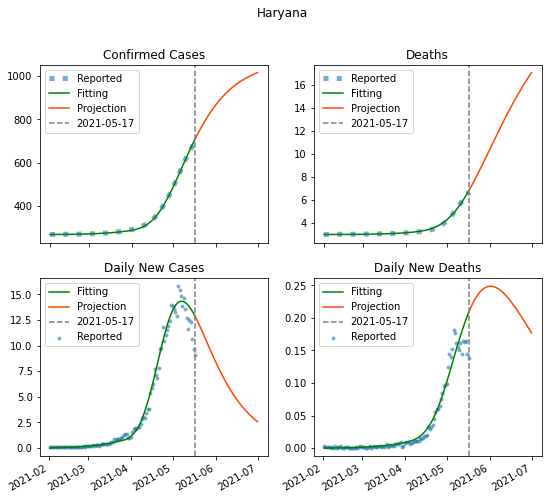 Haryana
Confirmed Cases
Reported
Fitting
Projection
2021-05-17
1000
800
600
400
Deaths
Reported
Fitting
Projection
2021-05-17
16
14
12
10
8
6
4
Daily New Cases
Fitting
Projection
2021-05-17
Reported
15.0
12.5
10.0
7.5
5.0
2.5
0.0
2021-02
2021-03
2021-04
2021-05
2021-06
2021-07
Daily New Deaths
Fitting
Projection
2021-05-17
Reported
0.25
0.20
0.15
0.10
0.05
0.00
2021-02
2021-03
2021-04
2021-05
2021-06
2021-07